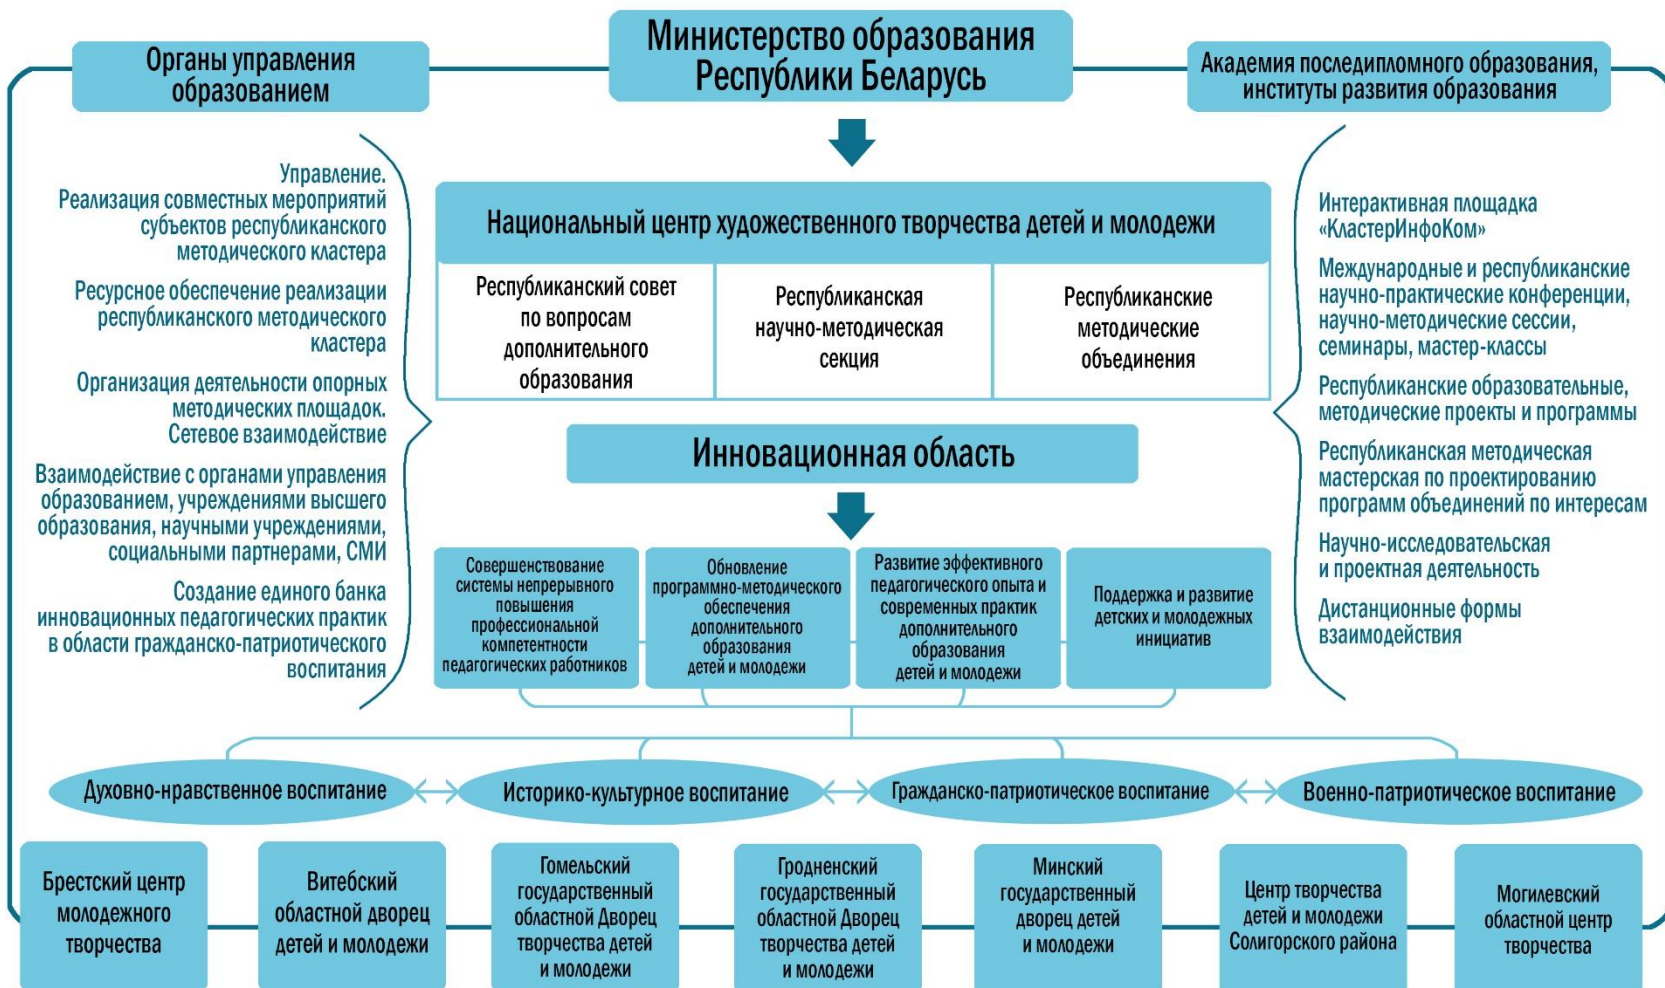 Министерство образования
Республики Беларусь
Органы управления
образованием
Академия последипломного образования,
институты развития образования
Управление.
Реализация совместных мероприятий
субъектов республиканского
методического кластера
Ресурсное обеспечение реализации
республиканского методического
кластера
Организация деятельности опорных
методических площадок.
Сетевое взаимодействие
Взаимодействие с органами управления
образованием, учреждениями высшего
образования, научными учреждениями,
социальными партнерами, СМИ
Создание единого банка
инновационных педагогических практик
в области гражданско-патриотического
воспитания
Национальный центр художественного творчества детей и молодежи
Республиканский совет
по вопросам
дополнительного
образования
Республиканская
научно-методическая
секция
Республиканские
методические
объединения
Инновационная область
Совершенствование
системы непрерывного
повышения
профессиональной
компетентности
педагогических работников
Обновление
программно-методического
обеспечения
дополнительного
образования
детей и молодежи
Развитие эффективного
педагогического опыта и
современных практик
дополнительного
образования
детей и молодежи
Поддержка и развитие
детских и молодежных
инициатив
Интерактивная площадка
«КластерИнфоКом»
Международные и республиканские
научно-практические конференции,
научно-методические сессии,
семинары, мастер-классы
Республиканские образовательные,
методические проекты и программы
Республиканская методическая
мастерская по проектированию
программ объединений по интересам
Научно-исследовательская
и проектная деятельность
Дистанционные формы
взаимодействия
Духовно-нравственное воспитание
Историко-культурное воспитание
Гражданско-патриотическое воспитание
Военно-патриотическое воспитание
Брестский центр
молодежного
творчества
Витебский
областной дворец
детей и молодежи
Гомельский
государственный
областной Дворец
творчества детей
и молодежи
Гродненский
государственный
областной Дворец
творчества детей
и молодежи
Минский
государственный
дворец детей
и молодежи
Центр творчества
детей и молодежи
Солигорского района
Могилевский
областной центр
творчества